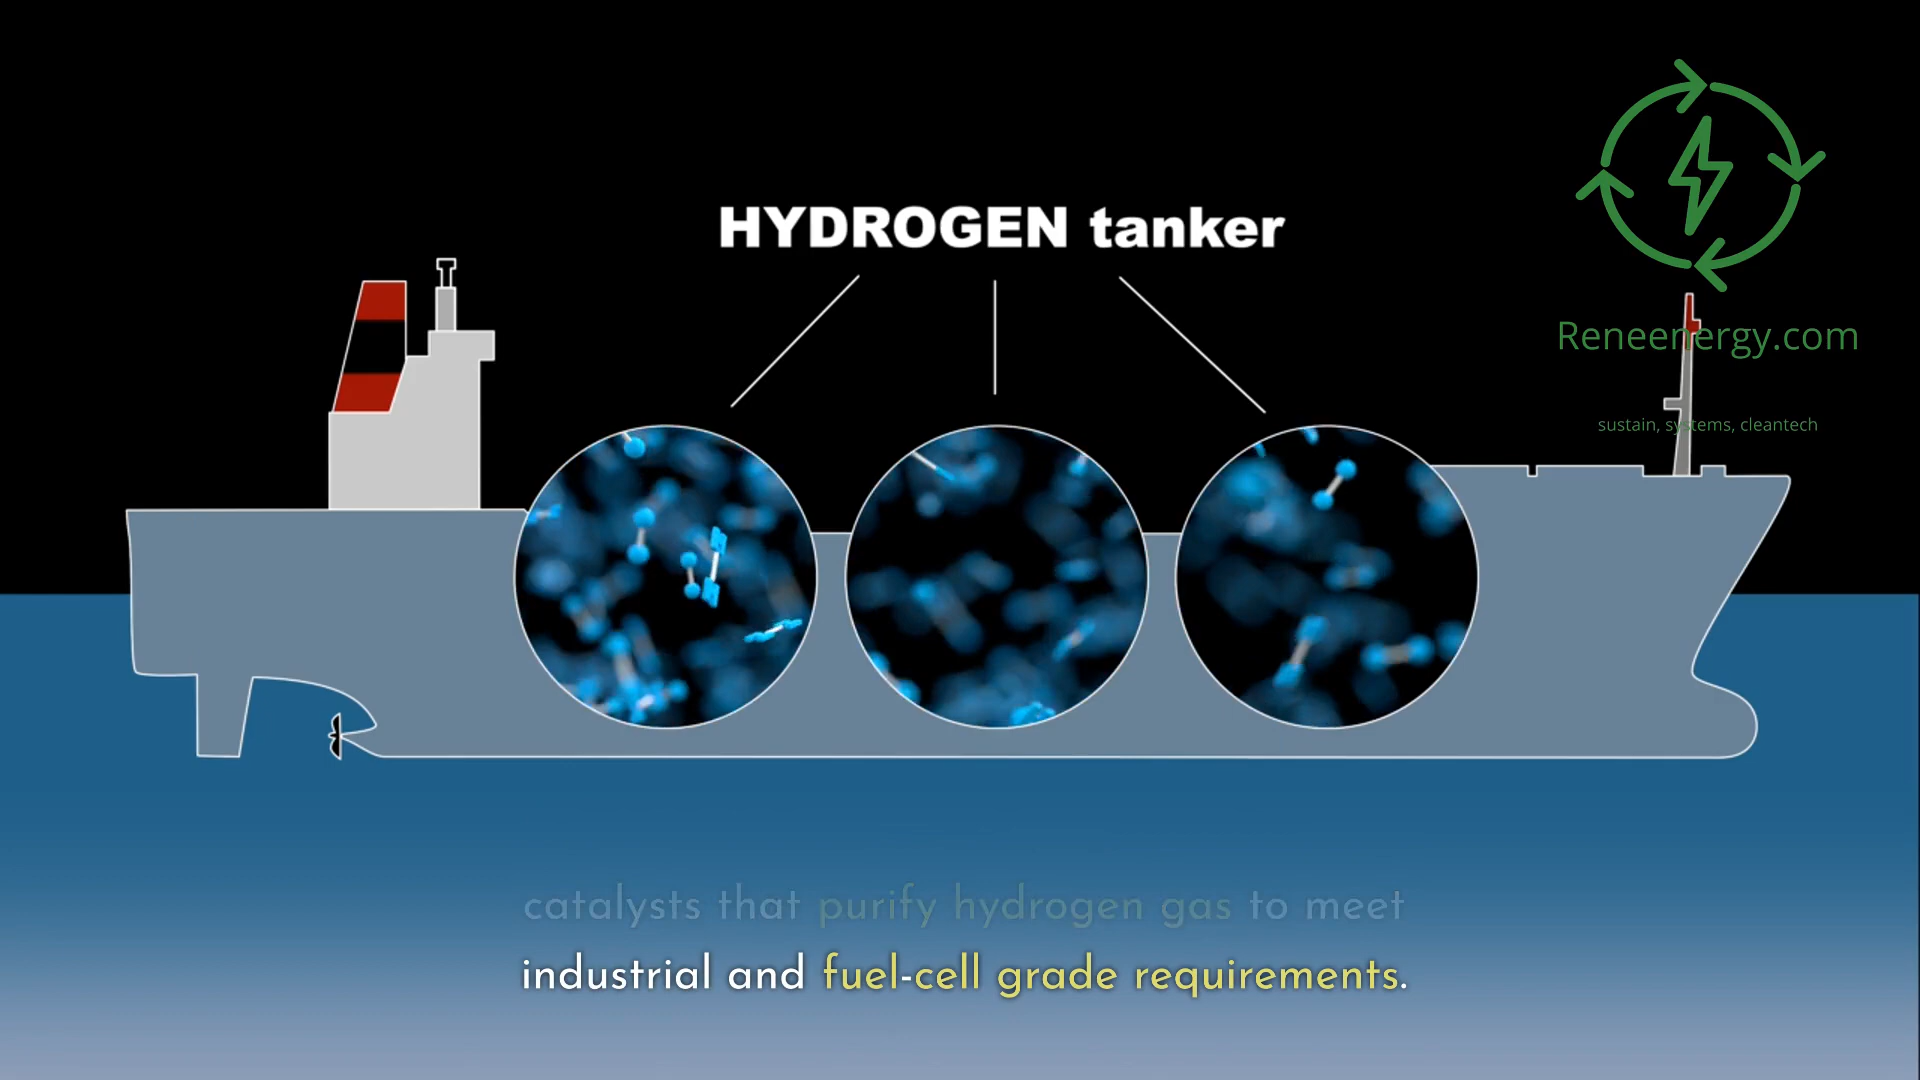 HYDROGEN tanker
Reneenergy.com
sustain, systems, cleantech
catalysts that purify hydrogen gas to meet
industrial and fuel-cell grade requirements.